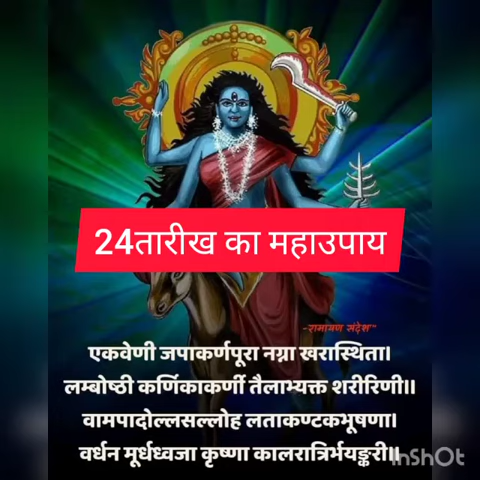 24तारीख का महाउपाय
-रामायण संदेश™
एकवेणी जपाकर्णपूरा नग्ना खरास्थिता।
लम्बोष्ठी कर्णिकाकर्णी तैलाभ्यक्त शरीरिणी॥
वामपादोल्लसल्लोह लताकण्टकभूषणा।
वर्धन मूर्धध्वजा कृष्णा कालरात्रिर्भयङ्करी॥
InShOt